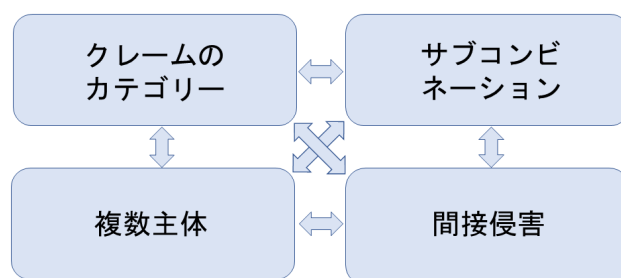 クレームの
カテゴリー
サブコンビ
ネーション
複数主体
間接侵害